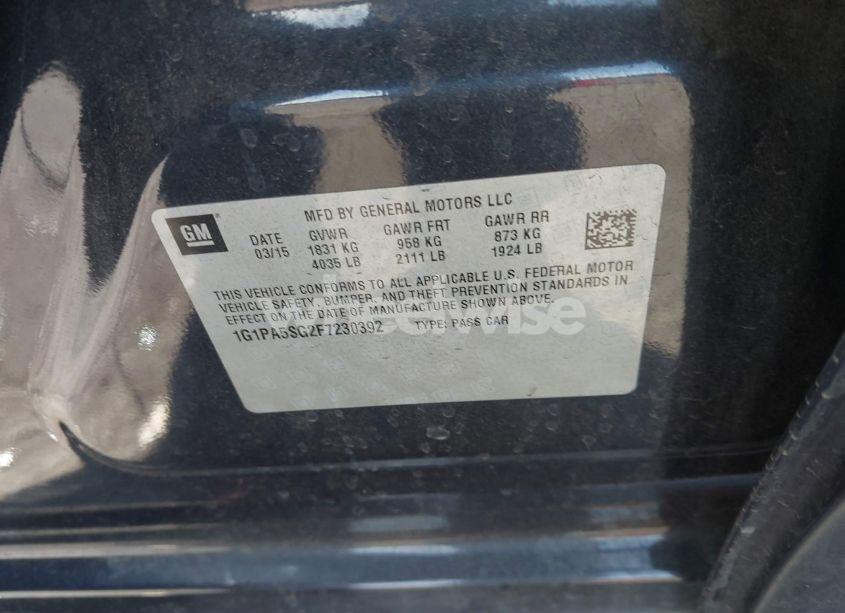 MFD BY GENERAL MOTORS LLC
GM
DATE GVWR GAWR FRT GAWR RR
03/15 1831 KG 958 KG 873 KG
4035 LB 2111 LB 1924 LB
THIS VEHICLE CONFORMS TO ALL APPLICABLE U.S. FEDERAL MOTOR
VEHICLE SAFETY, BUMPER, AND THEFT PREVENTION STANDARDS IN
EFFECT ON THE DATE OF MANUFACTURE SHOWN ABOVE.
1G1PA5SG2F7230392 TYPE: PASS CAR